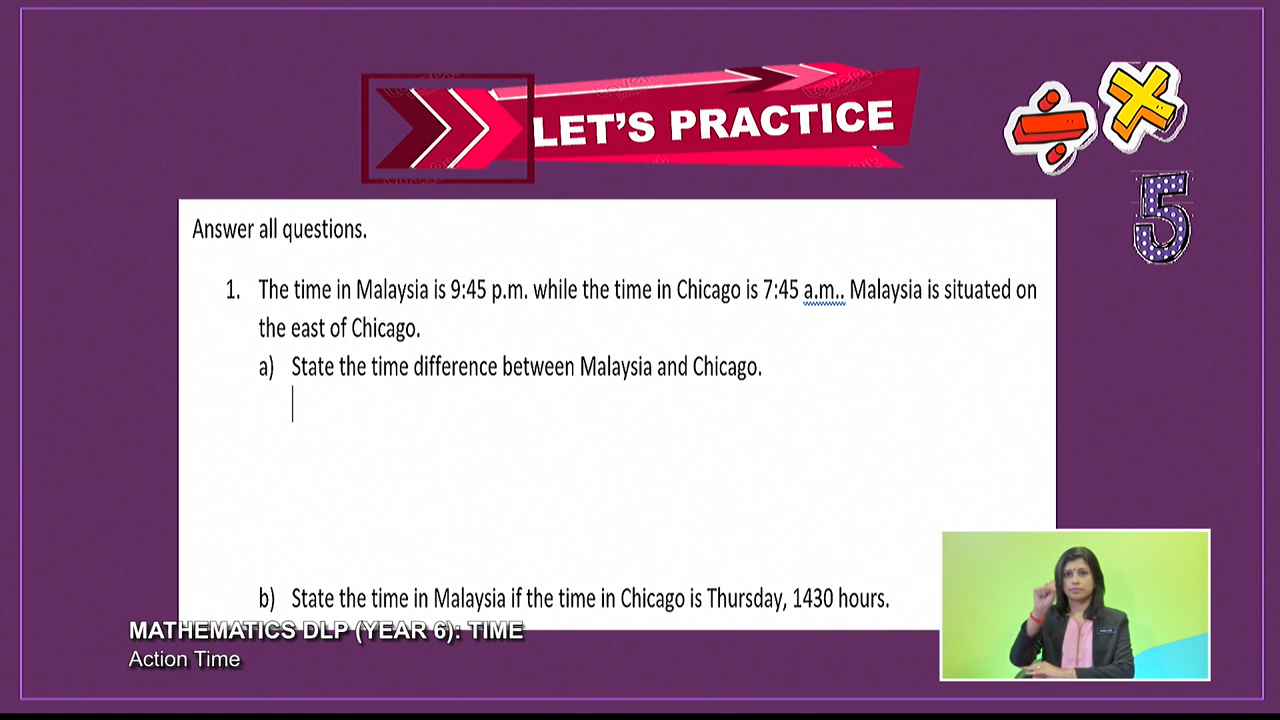 LET'S PRACTICE
5
Answer all questions.
1. The time in Malaysia is 9:45 p.m. while the time in Chicago is 7:45 a.m.. Malaysia is situated on
the east of Chicago.
a) State the time difference between Malaysia and Chicago.
b) State the time in Malaysia if the time in Chicago is Thursday, 1430 hours.
MATHEMATICS DLP (YEAR 6): TIME
Action Time